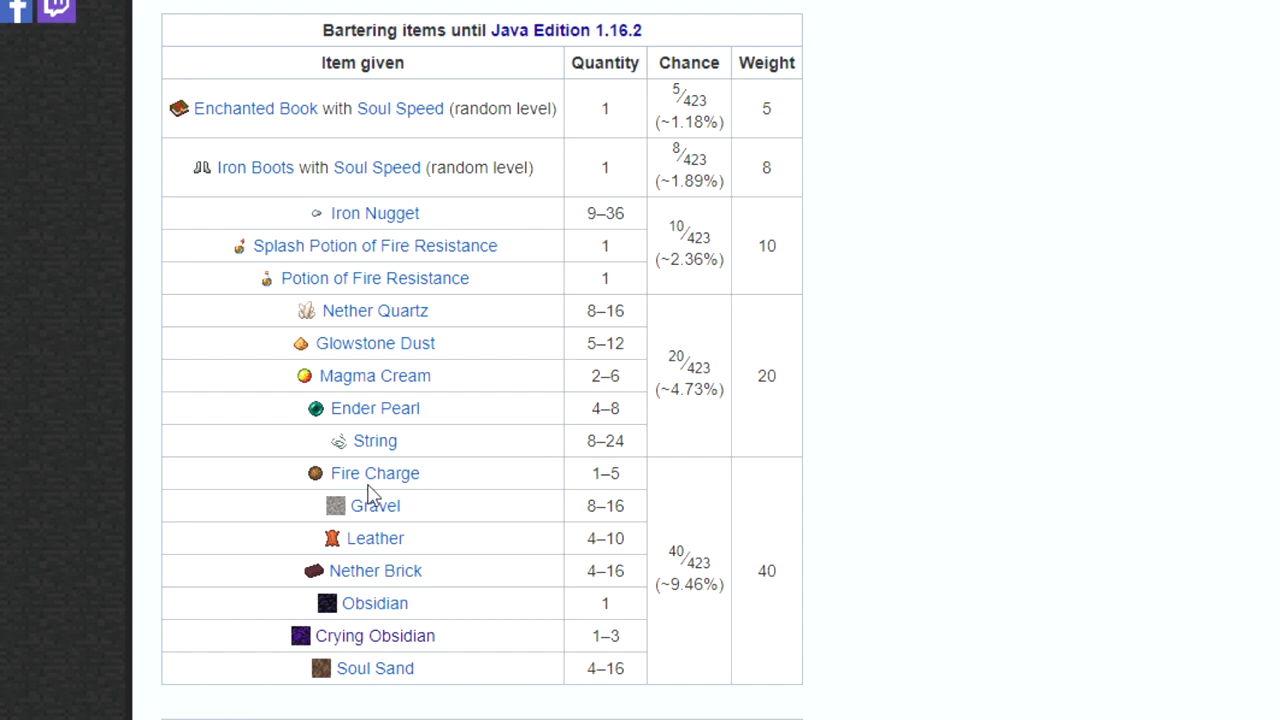 Bartering items until Java Edition 1.16.2
Item given Quantity Chance Weight
Enchanted Book with Soul Speed (random level) 1 5/423 (~1.18%) 5
Iron Boots with Soul Speed (random level) 1 8/423 (~1.89%) 8
Iron Nugget 9–36
Splash Potion of Fire Resistance 1 10/423 (~2.36%) 10
Potion of Fire Resistance 1
Nether Quartz 8–16
Glowstone Dust 5–12
Magma Cream 2–6 20/423 (~4.73%) 20
Ender Pearl 4–8
String 8–24
Fire Charge 1–5
Gravel 8–16
Leather 4–10
Nether Brick 4–16 40/423 (~9.46%) 40
Obsidian 1
Crying Obsidian 1–3
Soul Sand 4–16